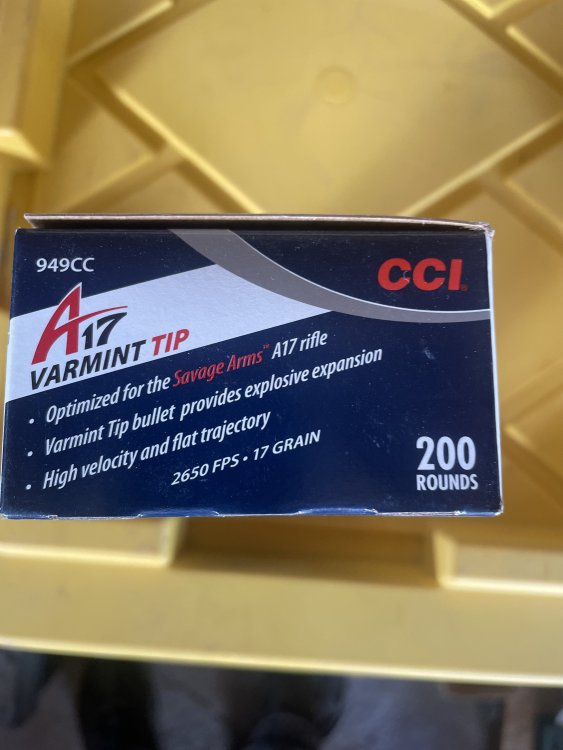 949CC
CCI
A17
VARMINT TIP
• Optimized for the Savage Arms™ A17 rifle
• Varmint Tip bullet provides explosive expansion
• High velocity and flat trajectory
2650 FPS • 17 GRAIN
200
ROUNDS